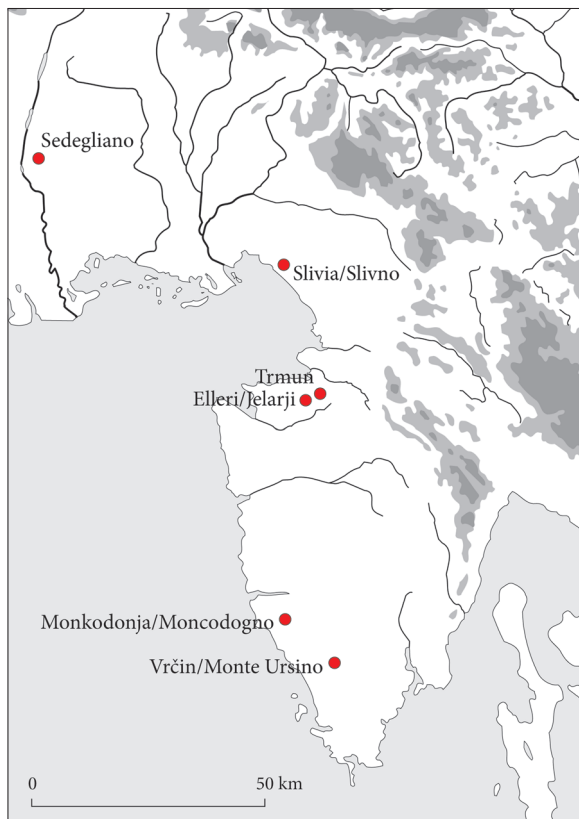 Sedegliano
Slivia/Slivno
Trmun
Elleri/Jelarji
Monkodonja/Moncodogno
Vrčin/Monte Ursino
0 50 km